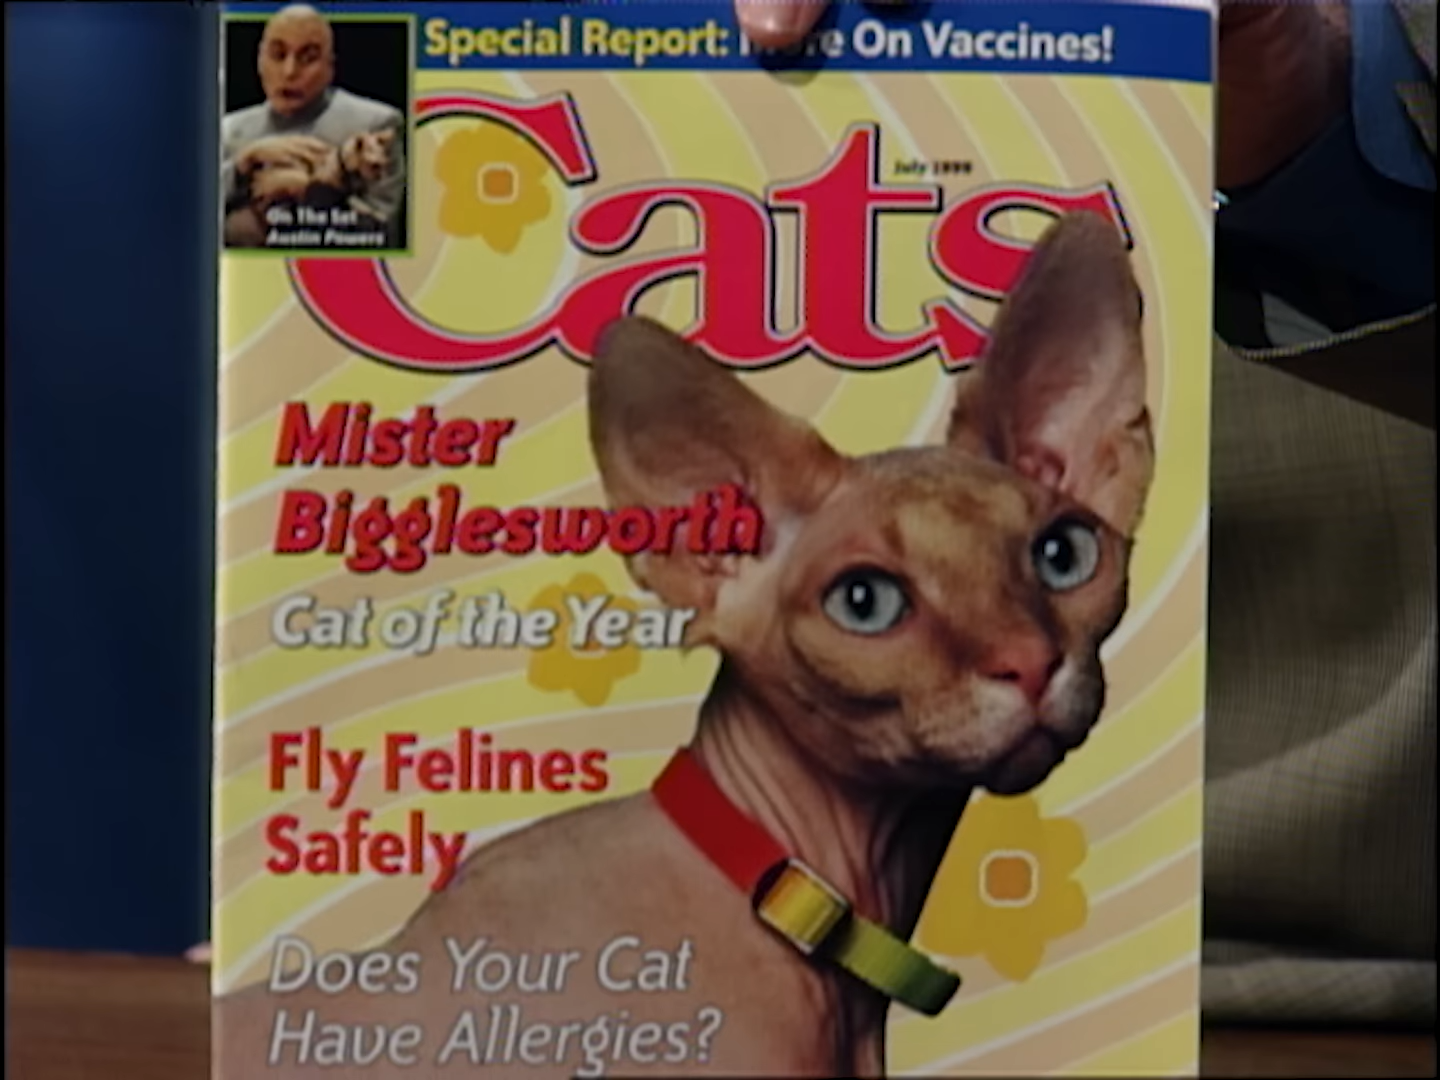 Special Report: More On Vaccines!
Cats
July 1999
On The Set
Austin Powers
Mister
Bigglesworth
Cat of the Year
Fly Felines
Safely
Does Your Cat
Have Allergies?